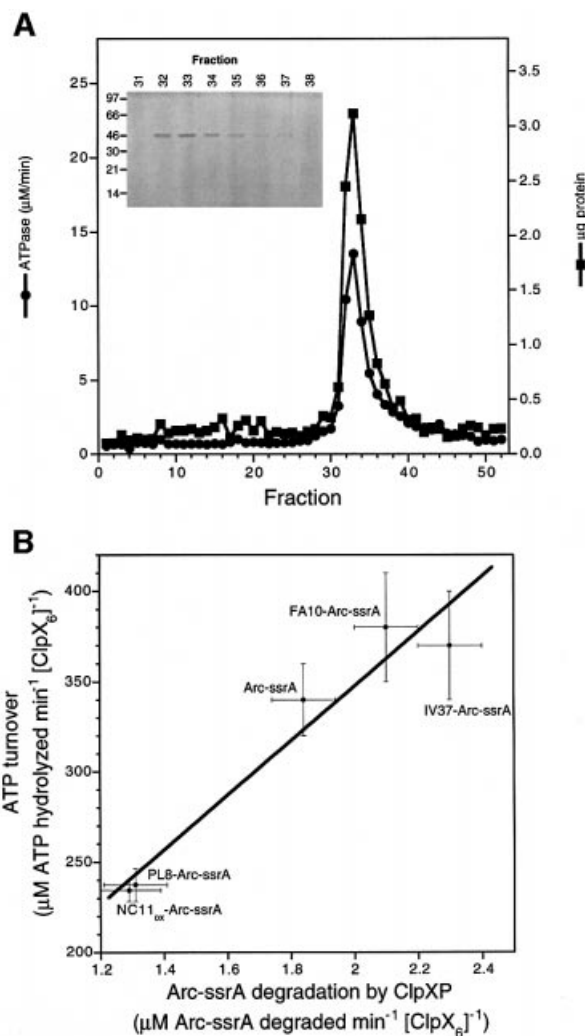 A
Fraction
31 32 33 34 35 36 37 38
97
66
46
30
21
14
25
20
15
10
5
0
ATPase (μM/min)
3.5
3.0
2.5
2.0
1.5
1.0
0.5
0.0
μg protein
0 10 20 30 40 50
Fraction
B
400
350
300
250
200
ATP turnover
(μM ATP hydrolyzed min⁻¹ [ClpX₆]⁻¹)
FA10-Arc-ssrA
Arc-ssrA
IV37-Arc-ssrA
PL8-Arc-ssrA
NC11ox-Arc-ssrA
1.2 1.4 1.6 1.8 2 2.2 2.4
Arc-ssrA degradation by ClpXP
(μM Arc-ssrA degraded min⁻¹ [ClpX₆]⁻¹)